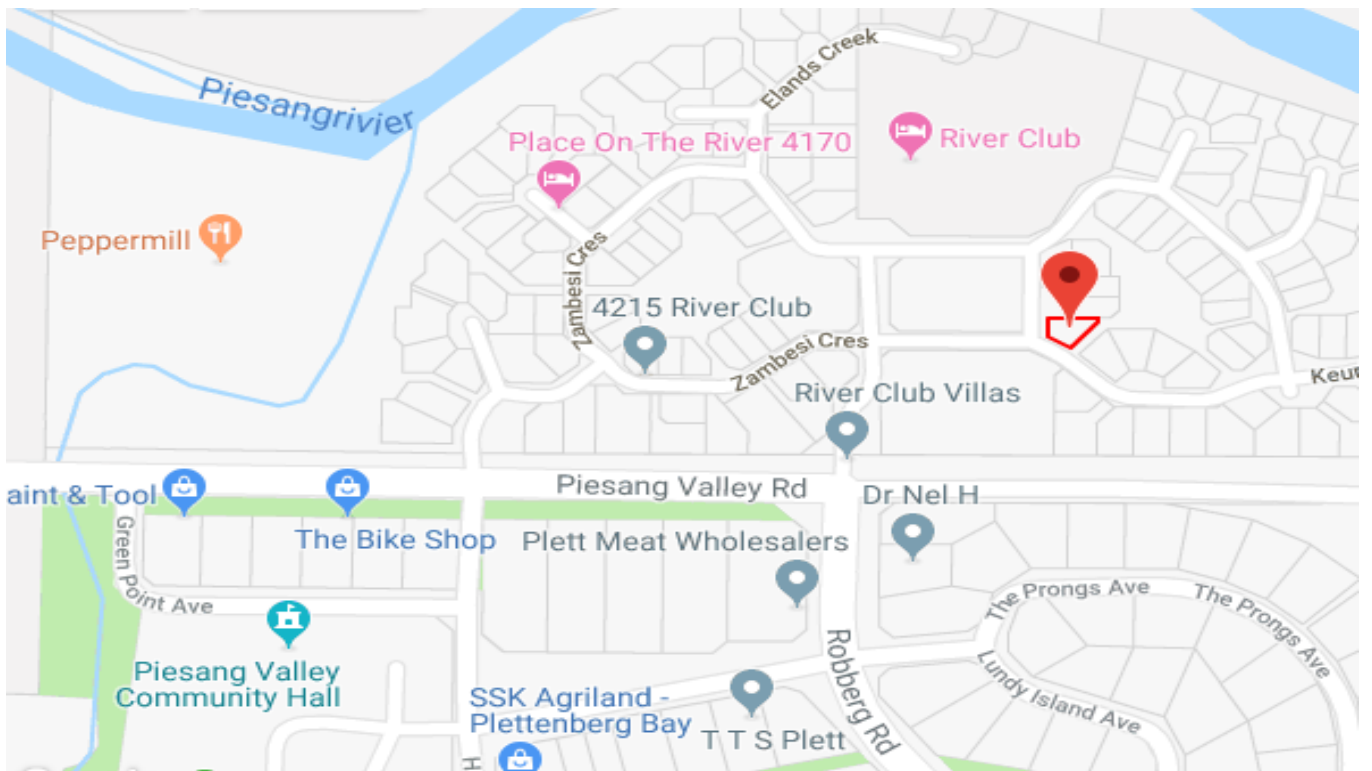 Elands Creek
Piesangrivier
Place On The River 4170
River Club
Peppermill
Zambesi Cres
4215 River Club
Zambesi Cres
Keur
River Club Villas
aint & Tool
Piesang Valley Rd
Dr Nel H
The Bike Shop
Plett Meat Wholesalers
Green Point Ave
The Prongs Ave
The Prongs Ave
Piesang Valley
Community Hall
Robberg Rd
Lundy Island Ave
SSK Agriland -
Plettenberg Bay
T T S Plett
H